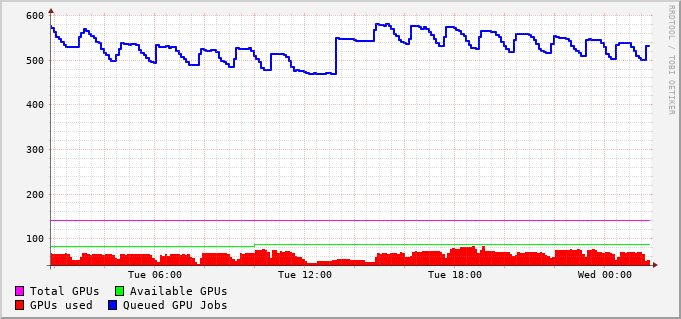 600
500
400
300
200
100
Tue 06:00 Tue 12:00 Tue 18:00 Wed 00:00
Total GPUs Available GPUs
GPUs used Queued GPU Jobs
RRDTOOL / TOBI OETIKER